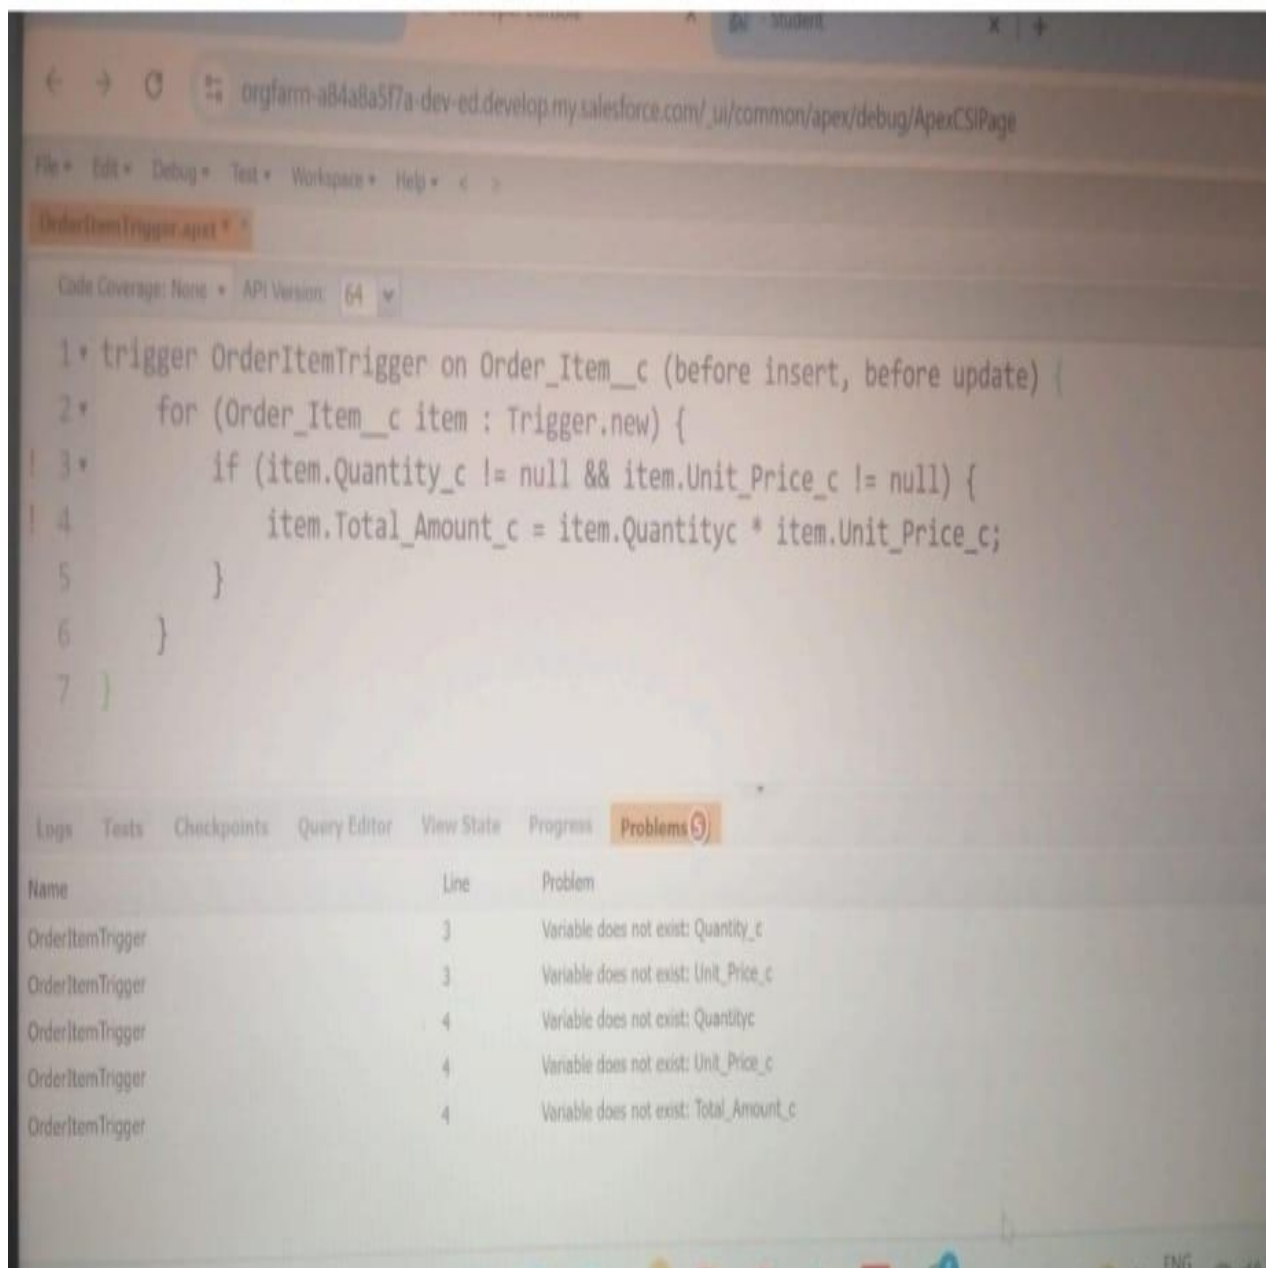 - Student × | +
orgfarm-a84a8a5f7a-dev-ed.develop.my.salesforce.com/_ui/common/apex/debug/ApexCSIPage
File Edit Debug Test Workspace Help < >
OrderItemTrigger.apxt *
Code Coverage: None API Version: 64
1 trigger OrderItemTrigger on Order_Item__c (before insert, before update) {
2 for (Order_Item__c item : Trigger.new) {
! 3 if (item.Quantity_c != null && item.Unit_Price_c != null) {
! 4 item.Total_Amount_c = item.Quantityc * item.Unit_Price_c;
5 }
6 }
7 }
Logs Tests Checkpoints Query Editor View State Progress Problems 5
Name Line Problem
OrderItemTrigger 3 Variable does not exist: Quantity_c
OrderItemTrigger 3 Variable does not exist: Unit_Price_c
OrderItemTrigger 4 Variable does not exist: Quantityc
OrderItemTrigger 4 Variable does not exist: Unit_Price_c
OrderItemTrigger 4 Variable does not exist: Total_Amount_c
ENG